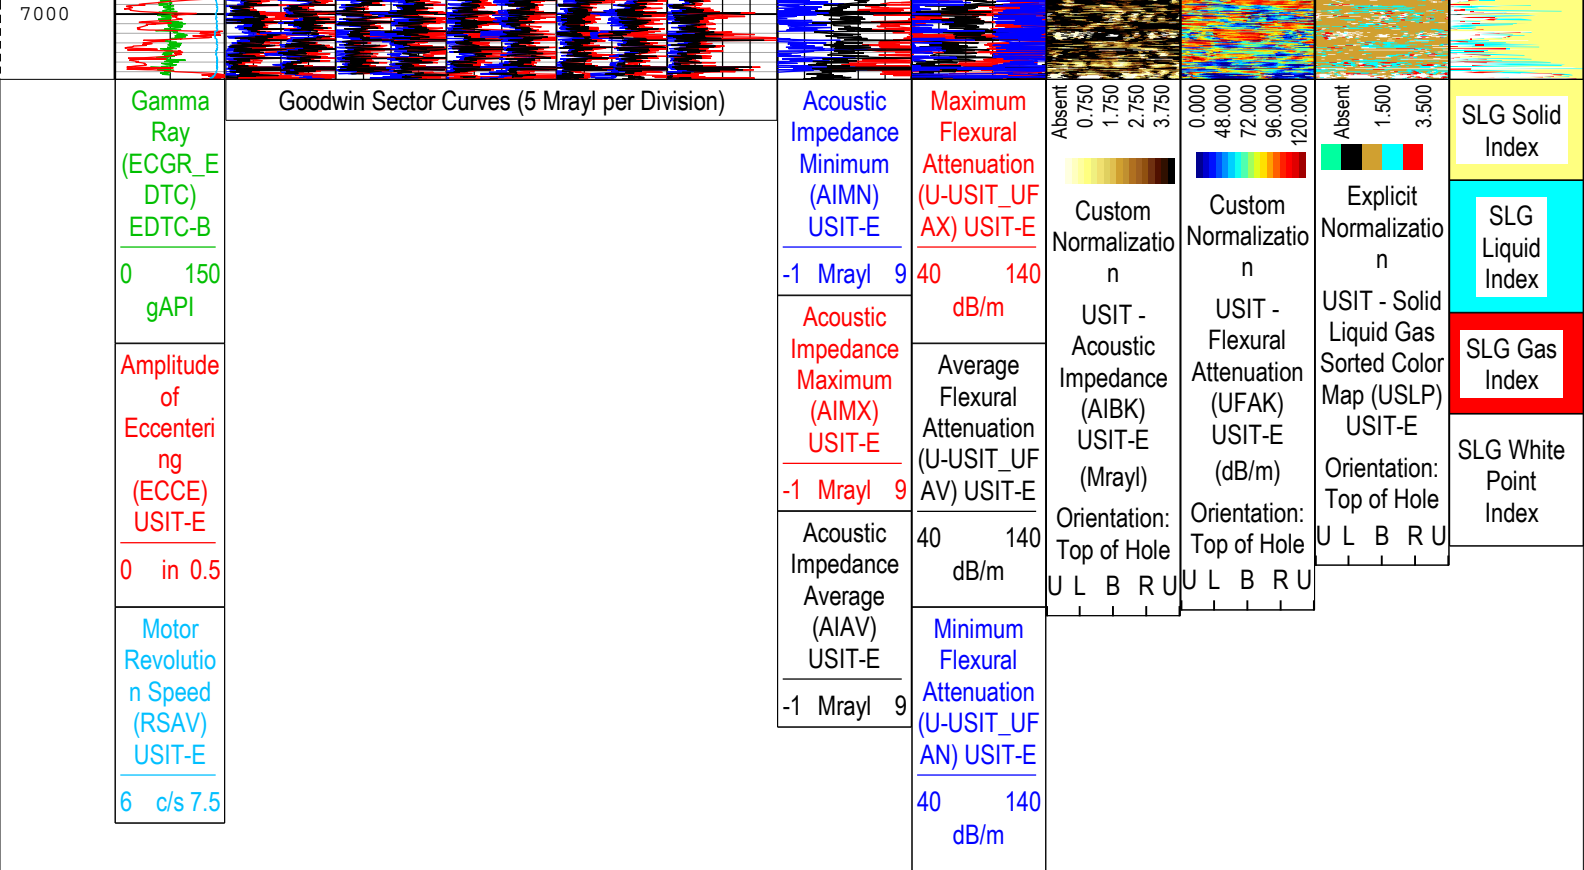 7000
Gamma
Ray
(ECGR_E
DTC)
EDTC-B
0 150
gAPI
Amplitude
of
Eccenteri
ng
(ECCE)
USIT-E
0 in 0.5
Motor
Revolutio
n Speed
(RSAV)
USIT-E
6 c/s 7.5
Goodwin Sector Curves (5 Mrayl per Division)
Acoustic
Impedance
Minimum
(AIMN)
USIT-E
-1 Mrayl 9
Acoustic
Impedance
Maximum
(AIMX)
USIT-E
-1 Mrayl 9
Acoustic
Impedance
Average
(AIAV)
USIT-E
-1 Mrayl 9
Maximum
Flexural
Attenuation
(U-USIT_UF
AX) USIT-E
40 140
dB/m
Average
Flexural
Attenuation
(U-USIT_UF
AV) USIT-E
40 140
dB/m
Minimum
Flexural
Attenuation
(U-USIT_UF
AN) USIT-E
40 140
dB/m
Absent
0.750
1.750
2.750
3.750
Custom
Normalizatio
n
USIT -
Acoustic
Impedance
(AIBK)
USIT-E
(Mrayl)
Orientation:
Top of Hole
U L B R U
0.000
48.000
72.000
96.000
120.000
Custom
Normalizatio
n
USIT -
Flexural
Attenuation
(UFAK)
USIT-E
(dB/m)
Orientation:
Top of Hole
U L B R U
Absent
1.500
3.500
Explicit
Normalizatio
n
USIT - Solid
Liquid Gas
Sorted Color
Map (USLP)
USIT-E
Orientation:
Top of Hole
U L B R U
SLG Solid
Index
SLG
Liquid
Index
SLG Gas
Index
SLG White
Point
Index